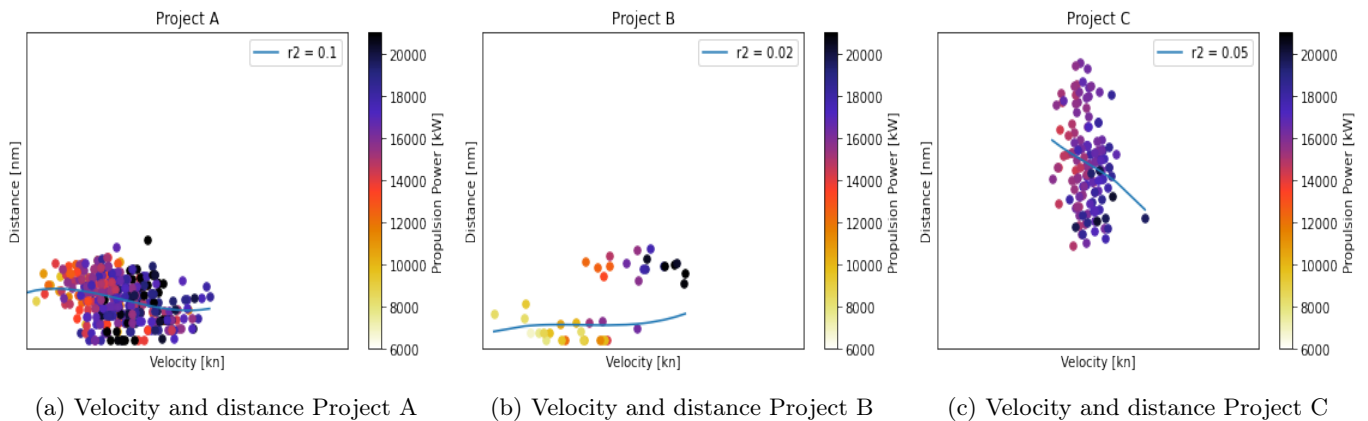 Project A
r2 = 0.1
Distance [nm]
Velocity [kn]
20000
18000
16000
14000
12000
10000
8000
6000
Propulsion Power [kW]
(a) Velocity and distance Project A
Project B
r2 = 0.02
Distance [nm]
Velocity [kn]
20000
18000
16000
14000
12000
10000
8000
6000
Propulsion Power [kW]
(b) Velocity and distance Project B
Project C
r2 = 0.05
Distance [nm]
Velocity [kn]
20000
18000
16000
14000
12000
10000
8000
6000
Propulsion Power [kW]
(c) Velocity and distance Project C